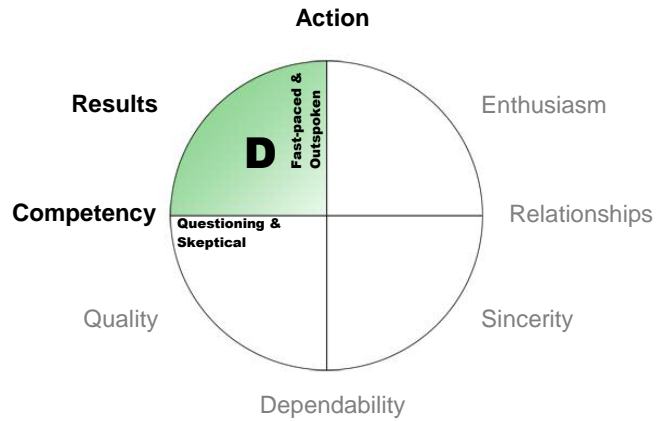 Action
Results
Enthusiasm
Fast-paced &
Outspoken
D
Competency
Relationships
Questioning &
Skeptical
Quality
Sincerity
Dependability